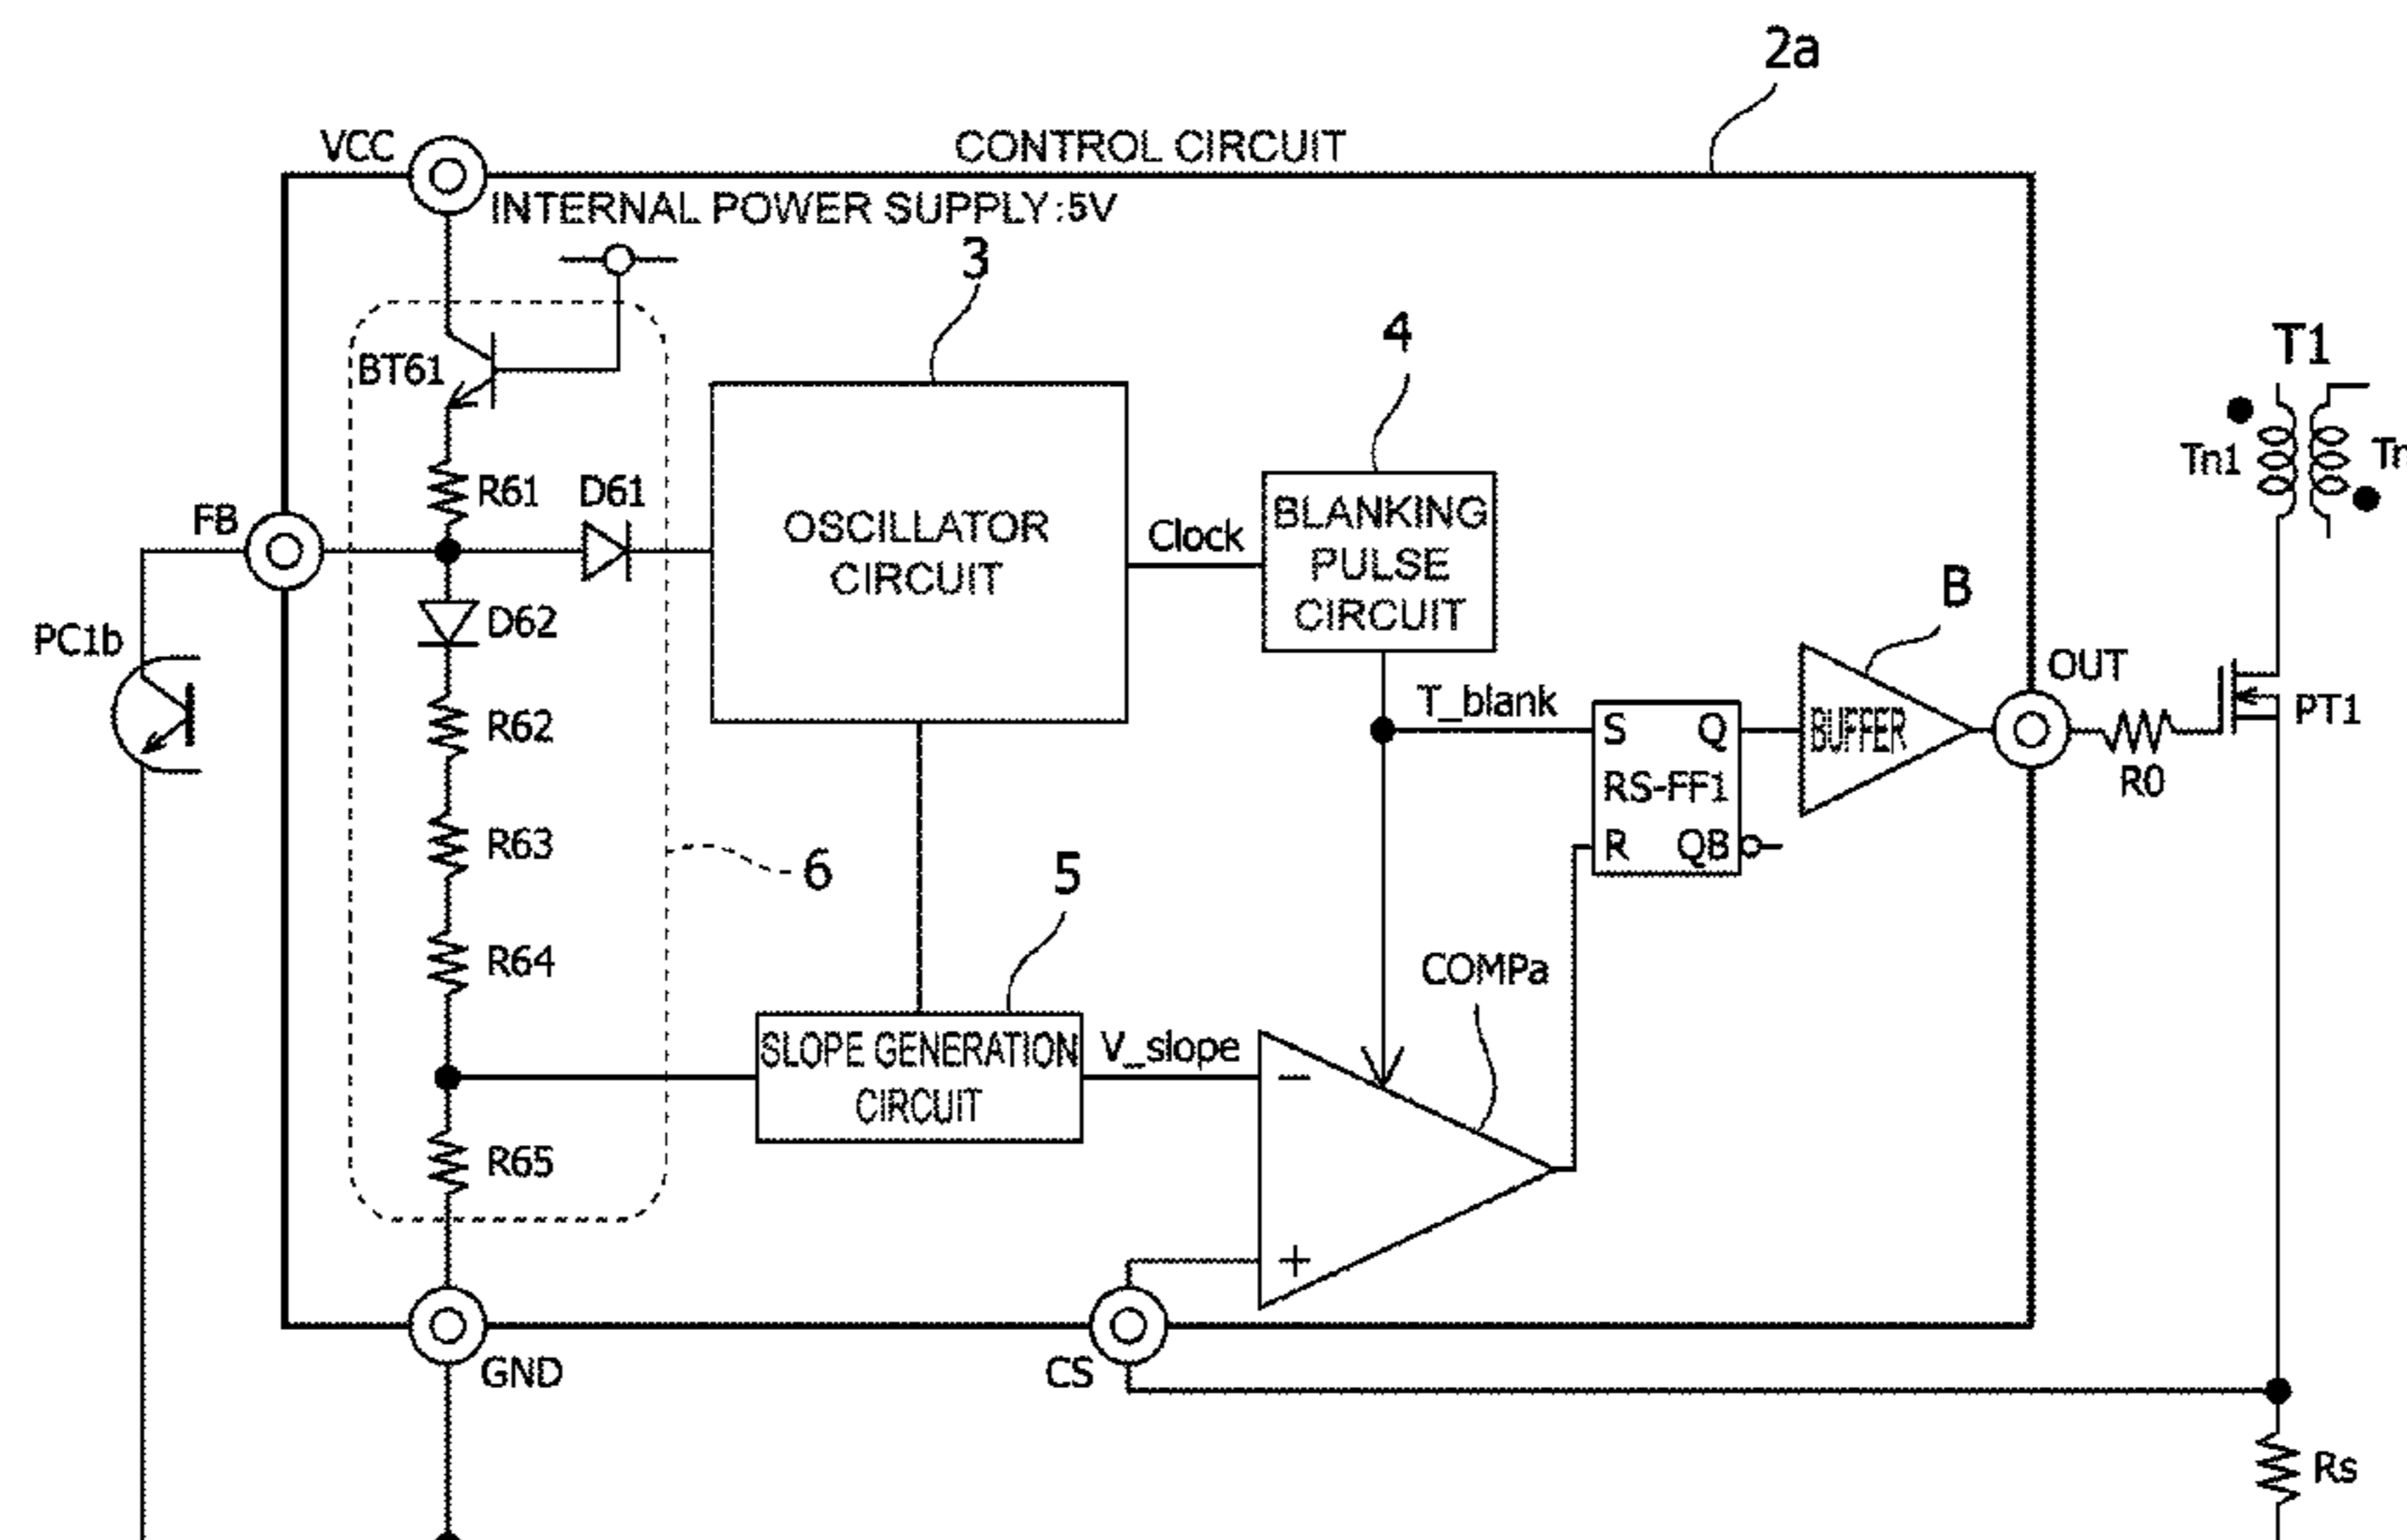 2a
VCC
CONTROL CIRCUIT
INTERNAL POWER SUPPLY:5V
3
4
T1
BT61
Tn1
Tn
R61
D61
FB
OSCILLATOR
CIRCUIT
Clock
BLANKING
PULSE
CIRCUIT
B
D62
PC1b
OUT
T_blank
PT1
R62
S
Q
BUFFER
R0
RS-FF1
R63
R
QB
6
5
R64
COMPa
SLOPE GENERATION
CIRCUIT
V_slope
−
R65
+
GND
CS
Rs